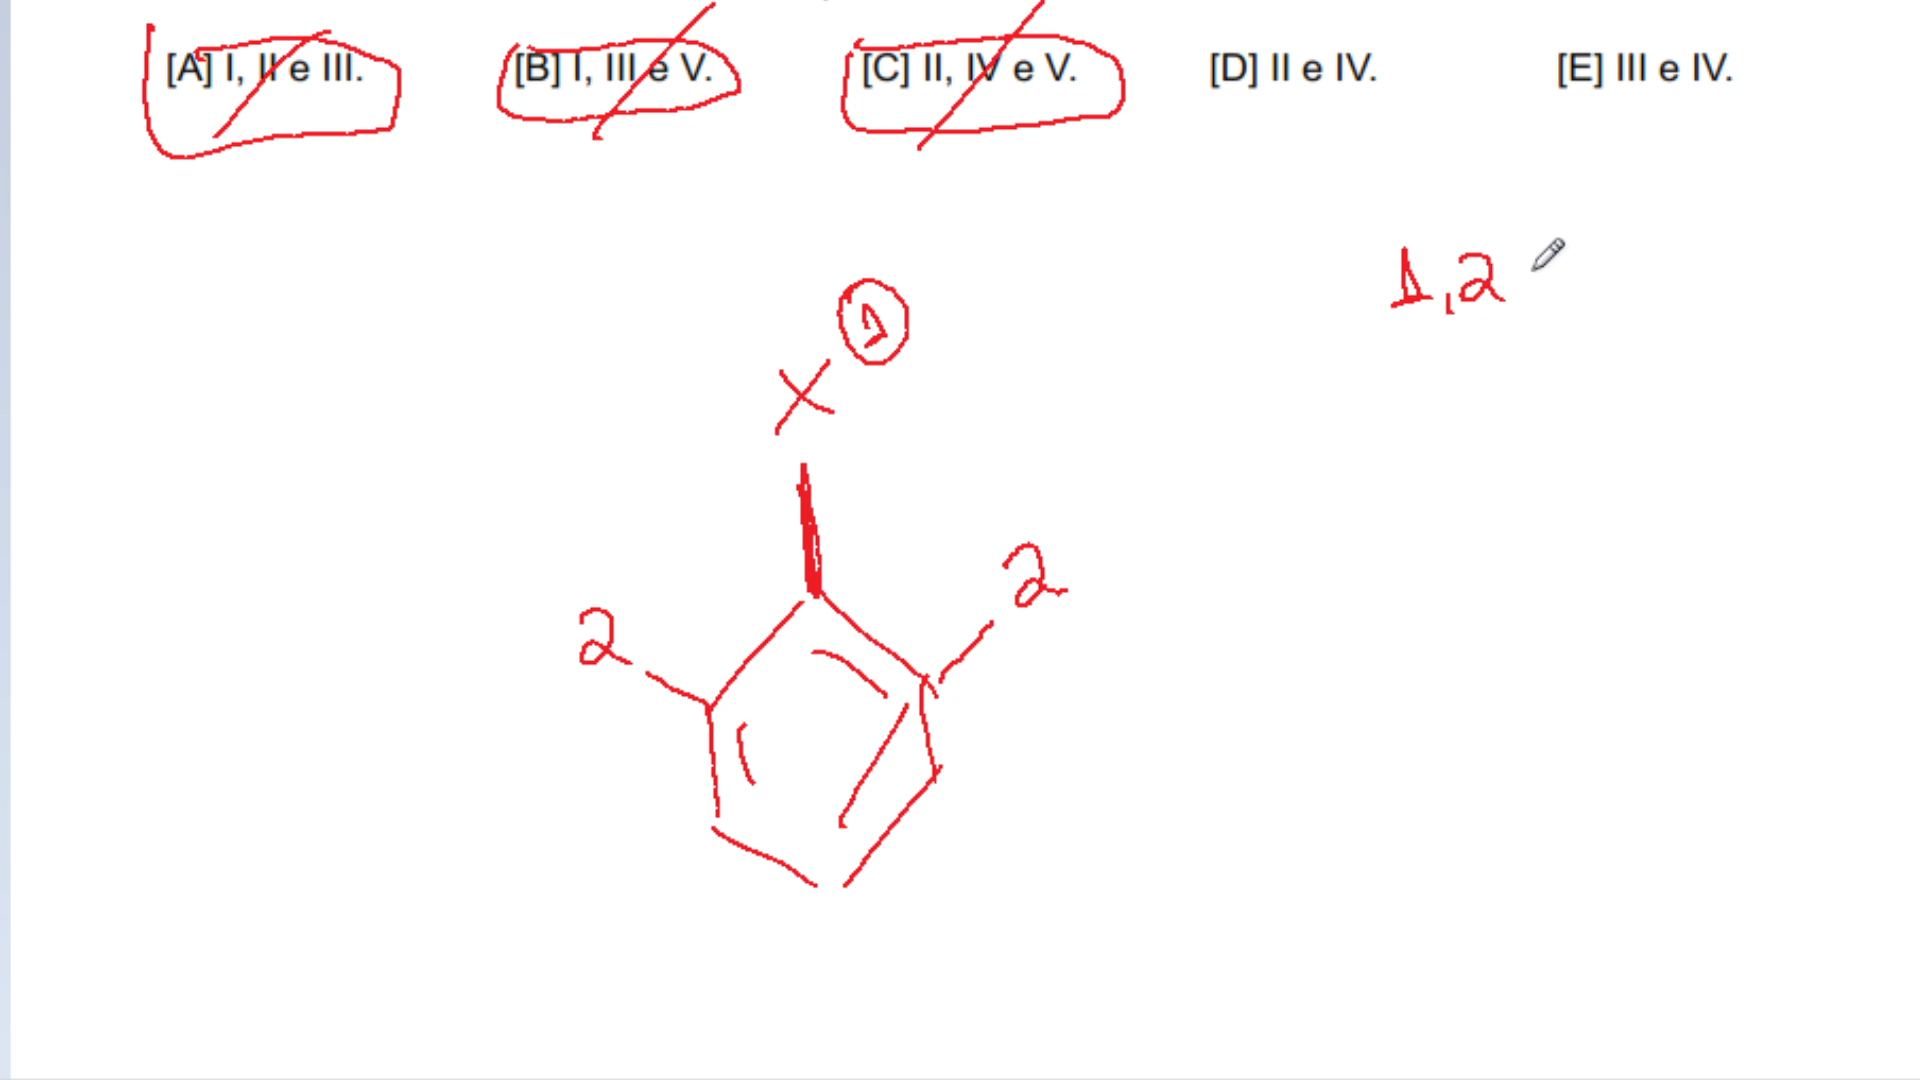 [A] I, II e III. [B] I, III e V. [C] II, IV e V. [D] II e IV. [E] III e IV.
1,2
1
X
2
2